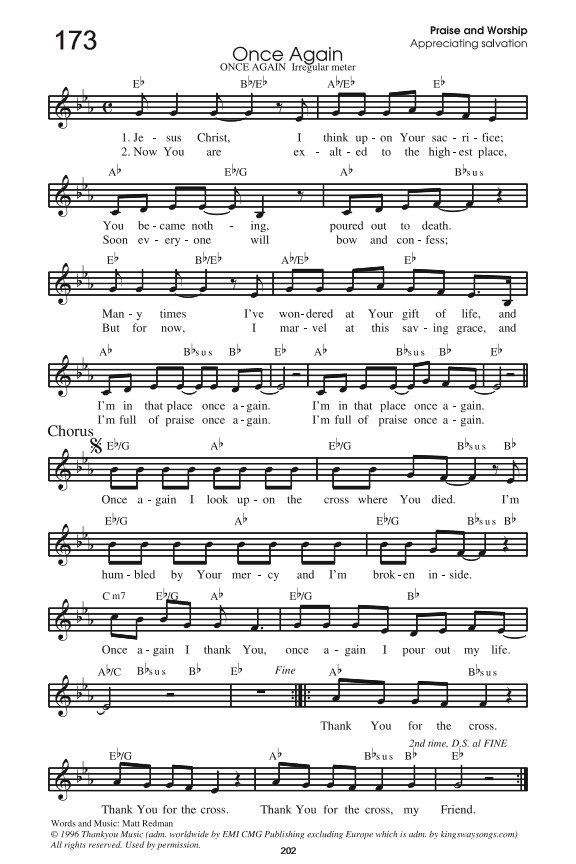 173
Praise and Worship
Appreciating salvation
Once Again
ONCE AGAIN Irregular meter
E♭ B♭/E♭ A♭/E♭ E♭
1. Je - sus Christ, I think up - on Your sac - ri - fice;
2. Now You are ex - alt - ed to the high - est place,
A♭ E♭/G A♭ B♭sus
You be - came noth - ing, poured out to death.
Soon ev - ery - one will bow and con - fess;
E♭ B♭/E♭ A♭/E♭ E♭
Man - y times I've won - dered at Your gift of life, and
But for now, I mar - vel at this sav - ing grace, and
A♭ B♭sus B♭ E♭ A♭ B♭sus B♭ E♭
I'm in that place once a - gain. I'm in that place once a - gain.
I'm full of praise once a - gain. I'm full of praise once a - gain.
Chorus
E♭/G A♭ E♭/G B♭sus B♭
Once a - gain I look up - on the cross where You died. I'm
E♭/G A♭ E♭/G B♭sus B♭
hum - bled by Your mer - cy and I'm brok - en in - side.
Cm7 E♭/G A♭ E♭/G B♭
Once a - gain I thank You, once a - gain I pour out my life.
A♭/C B♭sus B♭ E♭ Fine A♭ B♭sus
Thank You for the cross.
2nd time, D.S. al FINE
E♭/G A♭ B♭sus B♭ E♭
Thank You for the cross. Thank You for the cross, my Friend.
Words and Music: Matt Redman
© 1996 Thankyou Music (adm. worldwide by EMI CMG Publishing excluding Europe which is adm. by kingswaysongs.com)
All rights reserved. Used by permission.
202